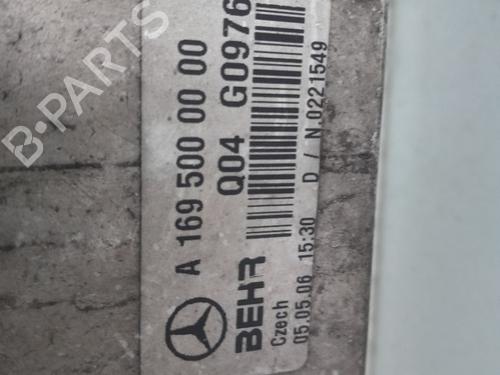 A 169 500 00 00
Q04 G0976
BEHR
Czech
05.05.06 15:30 D / N.0221549
B-PARTS